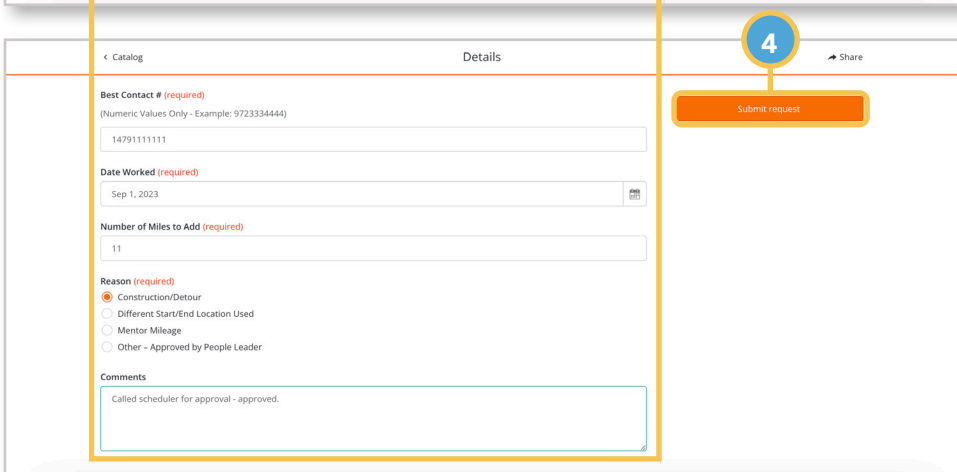 4
Catalog
Details
Share
Best Contact # (required)
(Numeric Values Only - Example: 9723334444)
Submit request
14791111111
Date Worked (required)
Sep 1, 2023
Number of Miles to Add (required)
11
Reason (required)
Construction/Detour
Different Start/End Location Used
Mentor Mileage
Other – Approved by People Leader
Comments
Called scheduler for approval - approved.